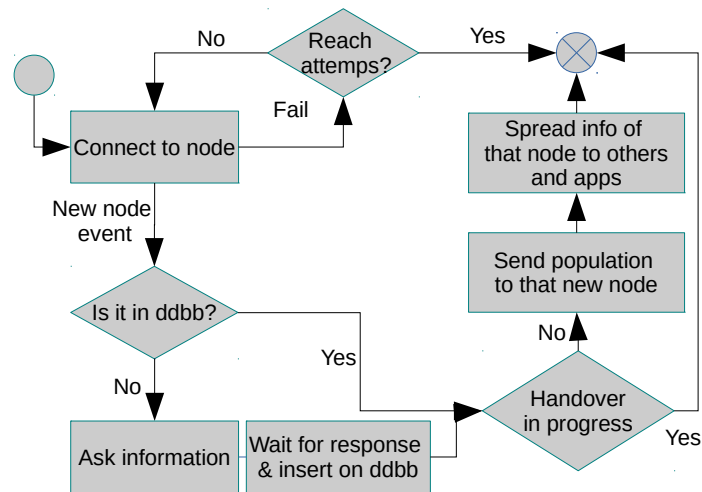 No
Reach
attemps?
Yes
Fail
Connect to node
Spread info of
that node to others
and apps
New node
event
Send population
to that new node
Is it in ddbb?
Yes
No
No
Handover
in progress
Yes
Ask information
Wait for response
& insert on ddbb